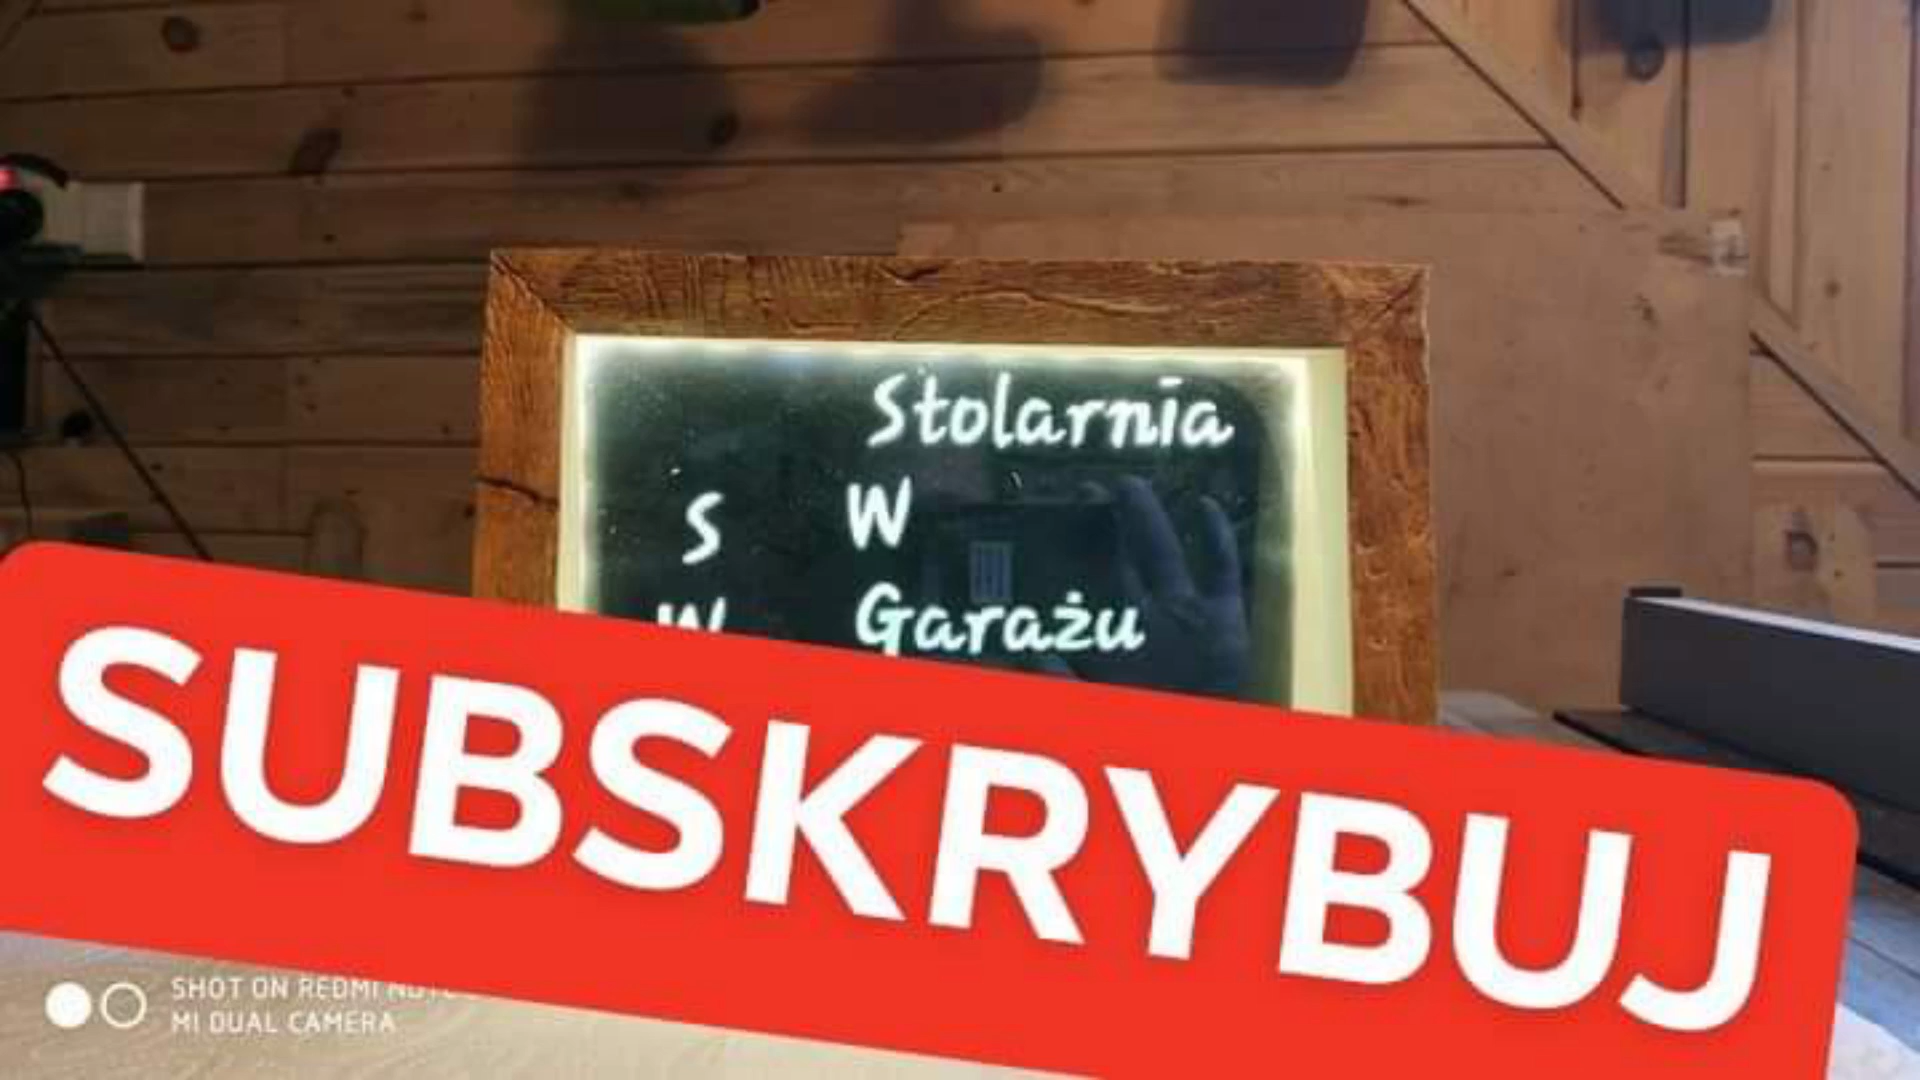 Stolarnia
S W
W Garażu
SUBSKRYBUJ
SHOT ON REDMI
MI DUAL CAMERA